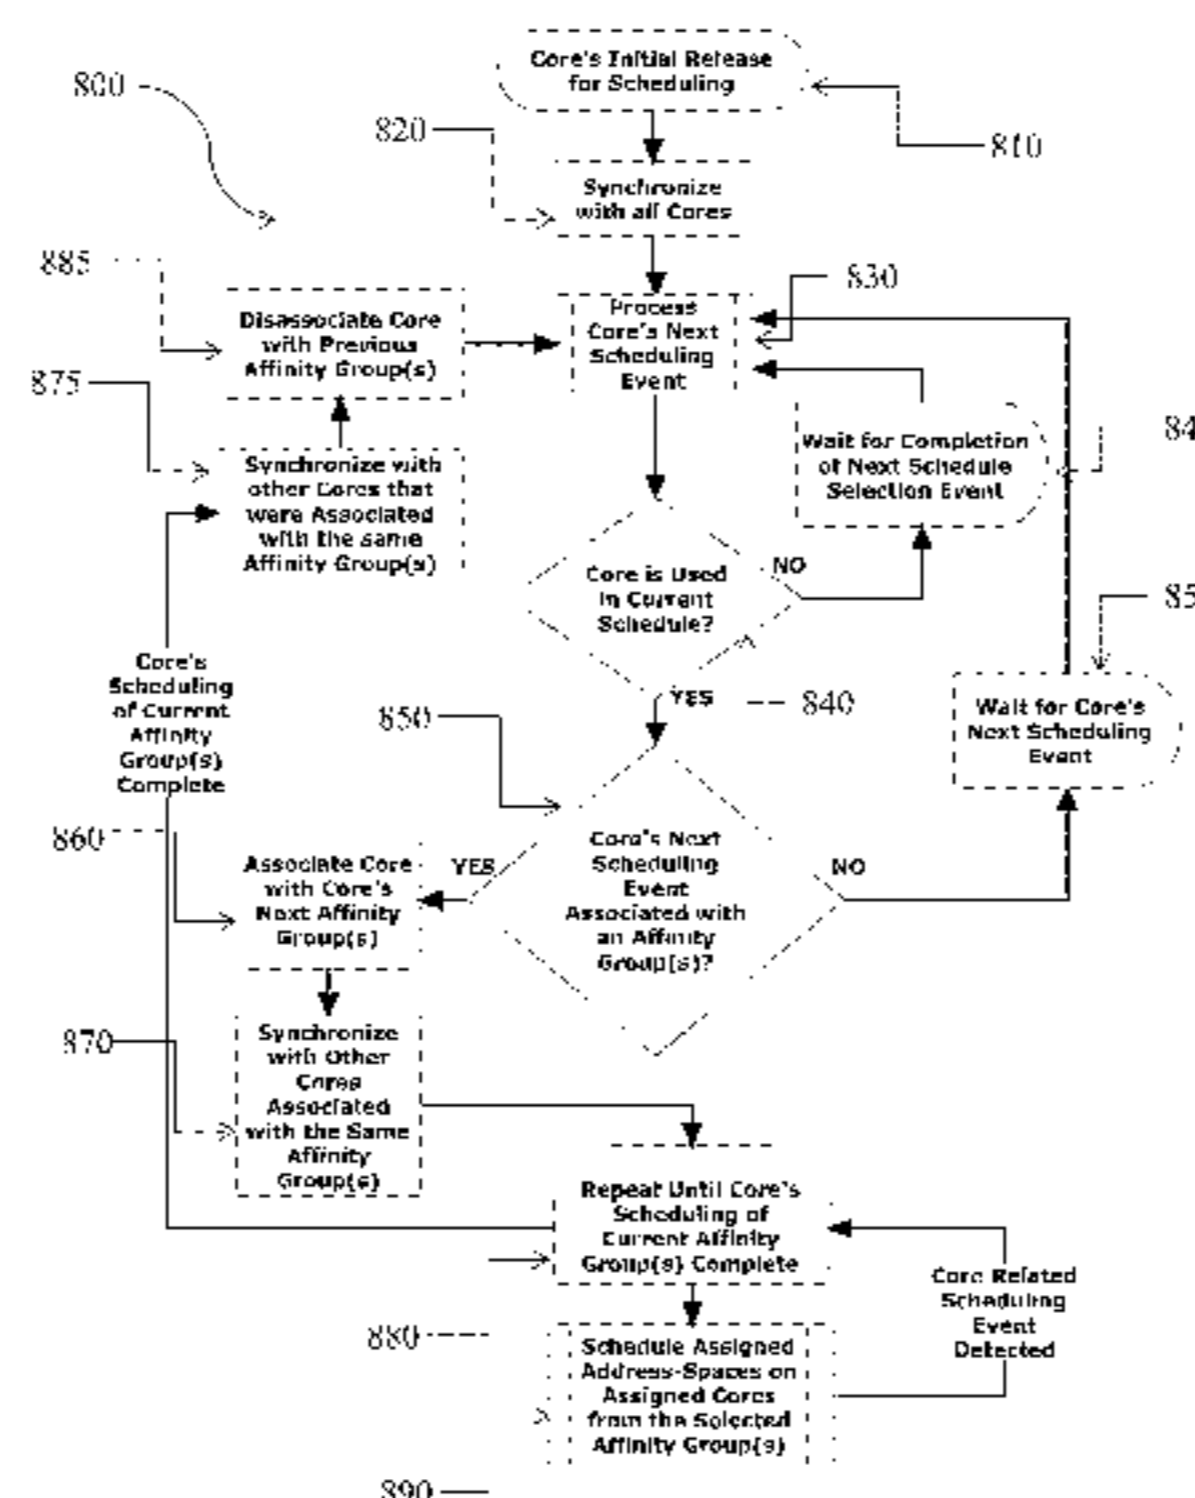 Core's Initial Release
for Scheduling
800
810
820
Synchronize
with all Cores
885
830
Disassociate Core
with Previous
Affinity Group(s)
Process
Core's Next
Scheduling
Event
875
Synchronize with
other Cores that
were Associated
with the same
Affinity Group(s)
Wait for Completion
of Next Schedule
Selection Event
84
Core is Used
in Current
Schedule?
NO
85
Core's
Scheduling
of Current
Affinity
Group(s)
Complete
YES
840
850
Wait for Core's
Next Scheduling
Event
860
Associate Core
with Core's
Next Affinity
Group(s)
YES
Core's Next
Scheduling
Event
Associated with
an Affinity
Group(s)?
NO
870
Synchronize
with Other
Cores
Associated
with the Same
Affinity
Group(s)
Repeat Until Core's
Scheduling of
Current Affinity
Group(s) Complete
Core Related
Scheduling
Event
Detected
880
Schedule Assigned
Address-Spaces on
Assigned Cores
from the Selected
Affinity Group(s)
890